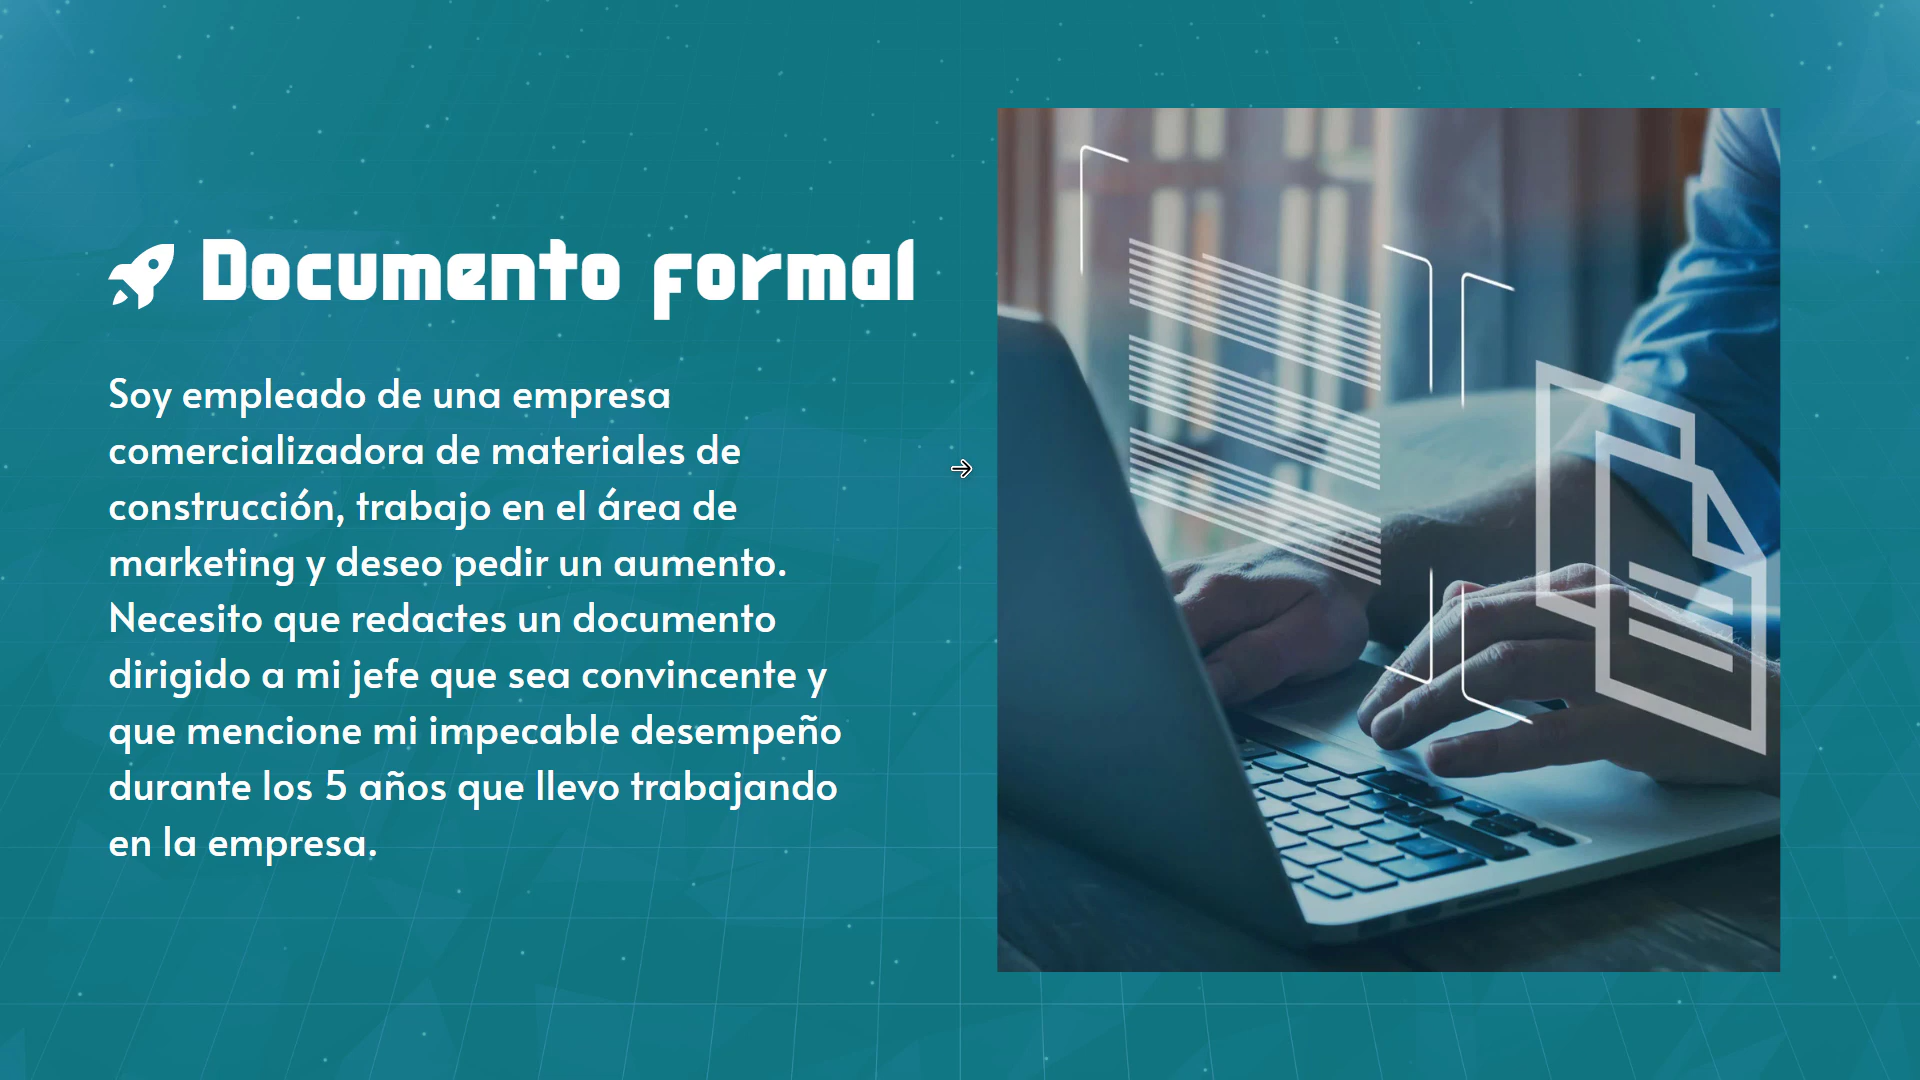 Documento formal
Soy empleado de una empresa
comercializadora de materiales de
construcción, trabajo en el área de
marketing y deseo pedir un aumento.
Necesito que redactes un documento
dirigido a mi jefe que sea convincente y
que mencione mi impecable desempeño
durante los 5 años que llevo trabajando
en la empresa.